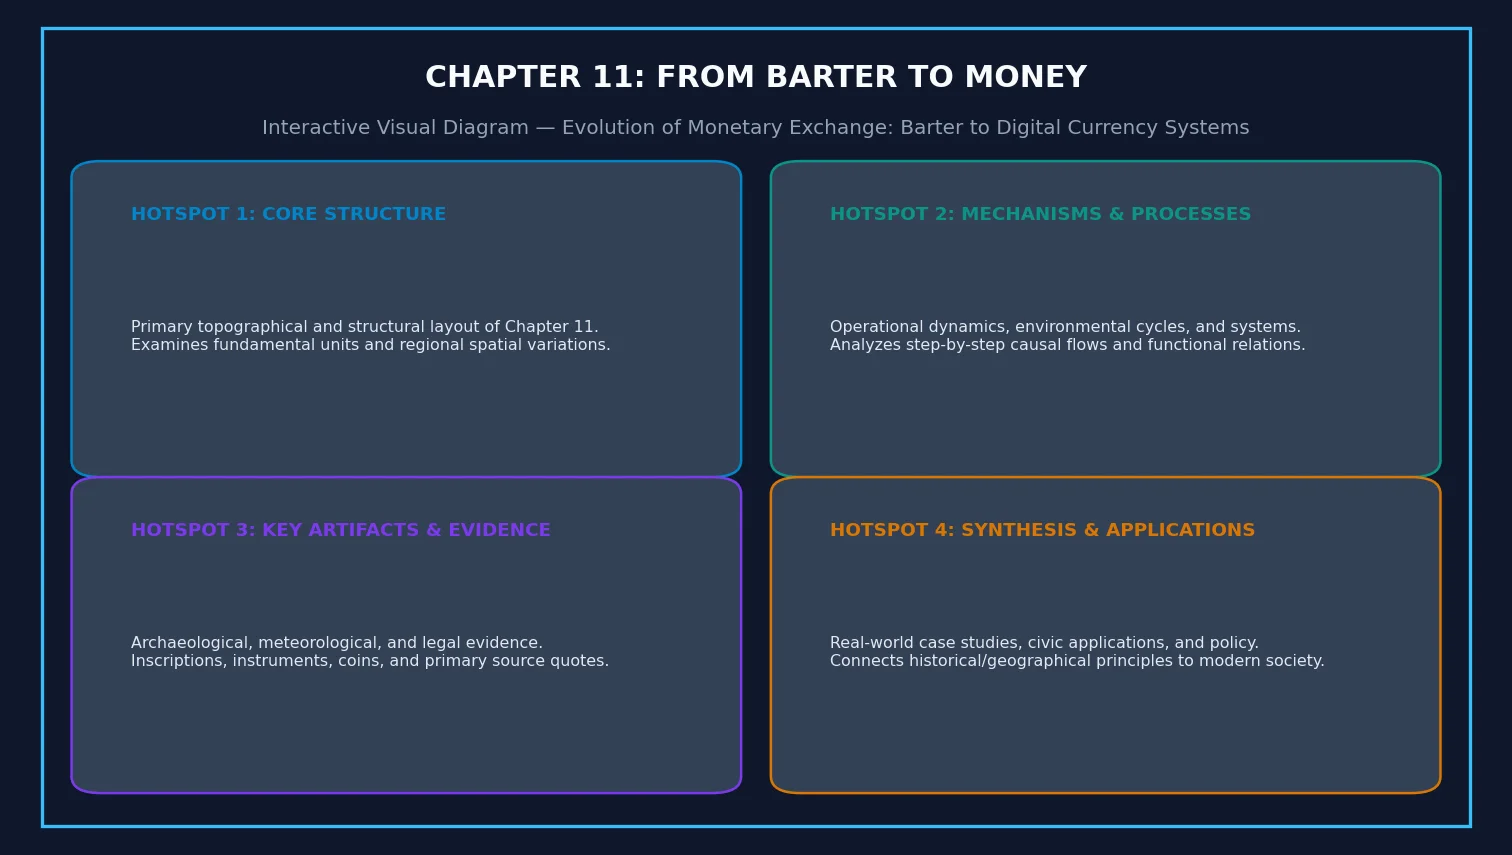 CHAPTER 11: FROM BARTER TO MONEY
Interactive Visual Diagram — Evolution of Monetary Exchange: Barter to Digital Currency Systems
HOTSPOT 1: CORE STRUCTURE
Primary topographical and structural layout of Chapter 11.
Examines fundamental units and regional spatial variations.
HOTSPOT 2: MECHANISMS & PROCESSES
Operational dynamics, environmental cycles, and systems.
Analyzes step-by-step causal flows and functional relations.
HOTSPOT 3: KEY ARTIFACTS & EVIDENCE
Archaeological, meteorological, and legal evidence.
Inscriptions, instruments, coins, and primary source quotes.
HOTSPOT 4: SYNTHESIS & APPLICATIONS
Real-world case studies, civic applications, and policy.
Connects historical/geographical principles to modern society.